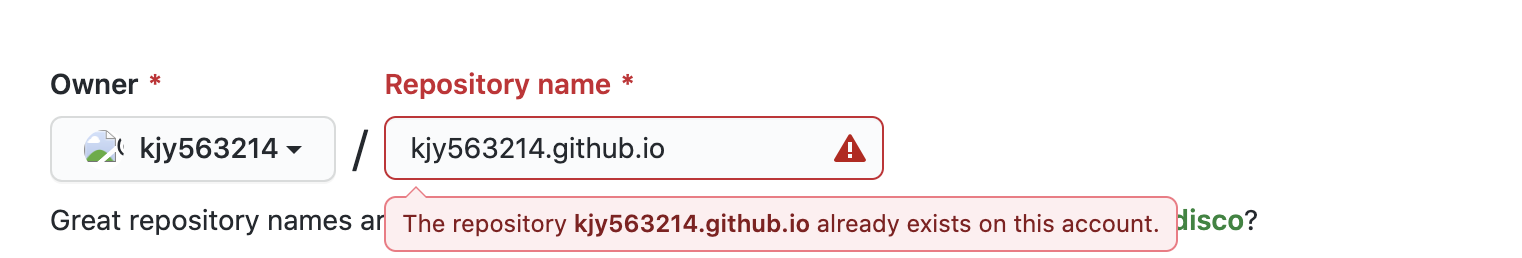 Owner *
Repository name *
kjy563214 / kjy563214.github.io
The repository kjy563214.github.io already exists on this account.
Great repository names disco?